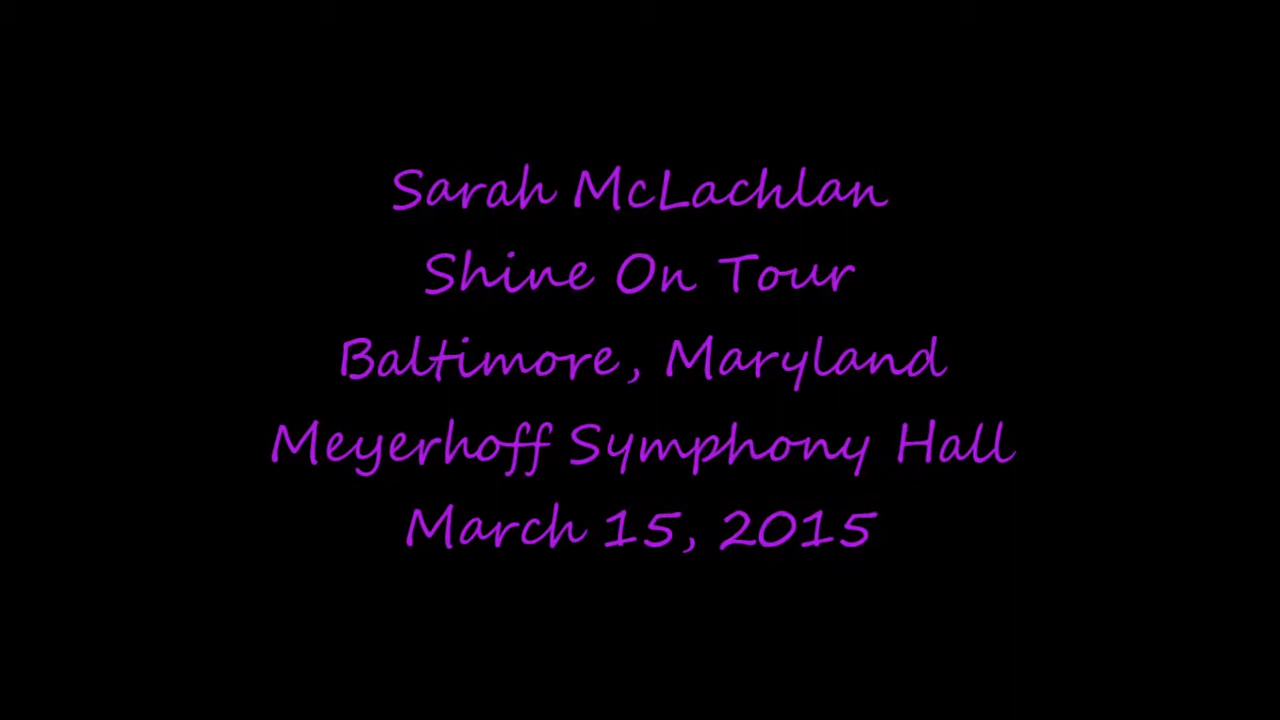 Sarah McLachlan
Shine On Tour
Baltimore, Maryland
Meyerhoff Symphony Hall
March 15, 2015